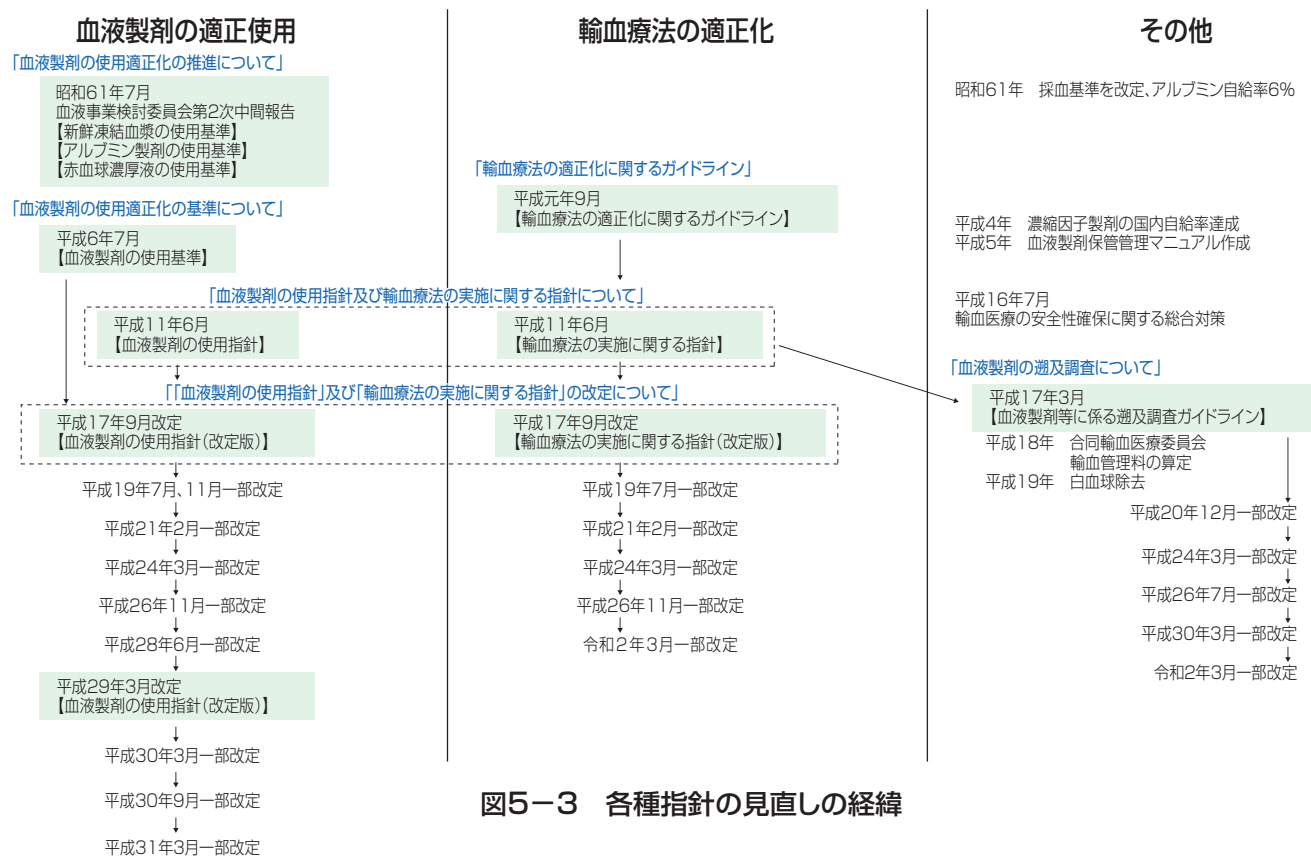 血液製剤の適正使用
「血液製剤の使用適正化の推進について」
昭和61年7月
血液事業検討委員会第2次中間報告
【新鮮凍結血漿の使用基準】
【アルブミン製剤の使用基準】
【赤血球濃厚液の使用基準】
「血液製剤の使用適正化の基準について」
平成6年7月
【血液製剤の使用基準】
輸血療法の適正化
「輸血療法の適正化に関するガイドライン」
平成元年9月
【輸血療法の適正化に関するガイドライン】
「血液製剤の使用指針及び輸血療法の実施に関する指針について」
平成11年6月
【血液製剤の使用指針】
平成11年6月
【輸血療法の実施に関する指針】
「「血液製剤の使用指針」及び「輸血療法の実施に関する指針」の改定について」
平成17年9月改定
【血液製剤の使用指針（改定版）】
平成17年9月改定
【輸血療法の実施に関する指針（改定版）】
平成19年7月、11月一部改定
平成21年2月一部改定
平成24年3月一部改定
平成26年11月一部改定
平成28年6月一部改定
平成29年3月改定
【血液製剤の使用指針（改定版）】
平成30年3月一部改定
平成30年9月一部改定
平成31年3月一部改定
平成19年7月一部改定
平成21年2月一部改定
平成24年3月一部改定
平成26年11月一部改定
令和2年3月一部改定
その他
昭和61年　採血基準を改定、アルブミン自給率6%
平成4年　濃縮因子製剤の国内自給率達成
平成5年　血液製剤保管管理マニュアル作成
平成16年7月
輸血医療の安全性確保に関する総合対策
「血液製剤の遡及調査について」
平成17年3月
【血液製剤等に係る遡及調査ガイドライン】
平成18年　合同輸血医療委員会
輸血管理料の算定
平成19年　白血球除去
平成20年12月一部改定
平成24年3月一部改定
平成26年7月一部改定
平成30年3月一部改定
令和2年3月一部改定
図5－3　各種指針の見直しの経緯